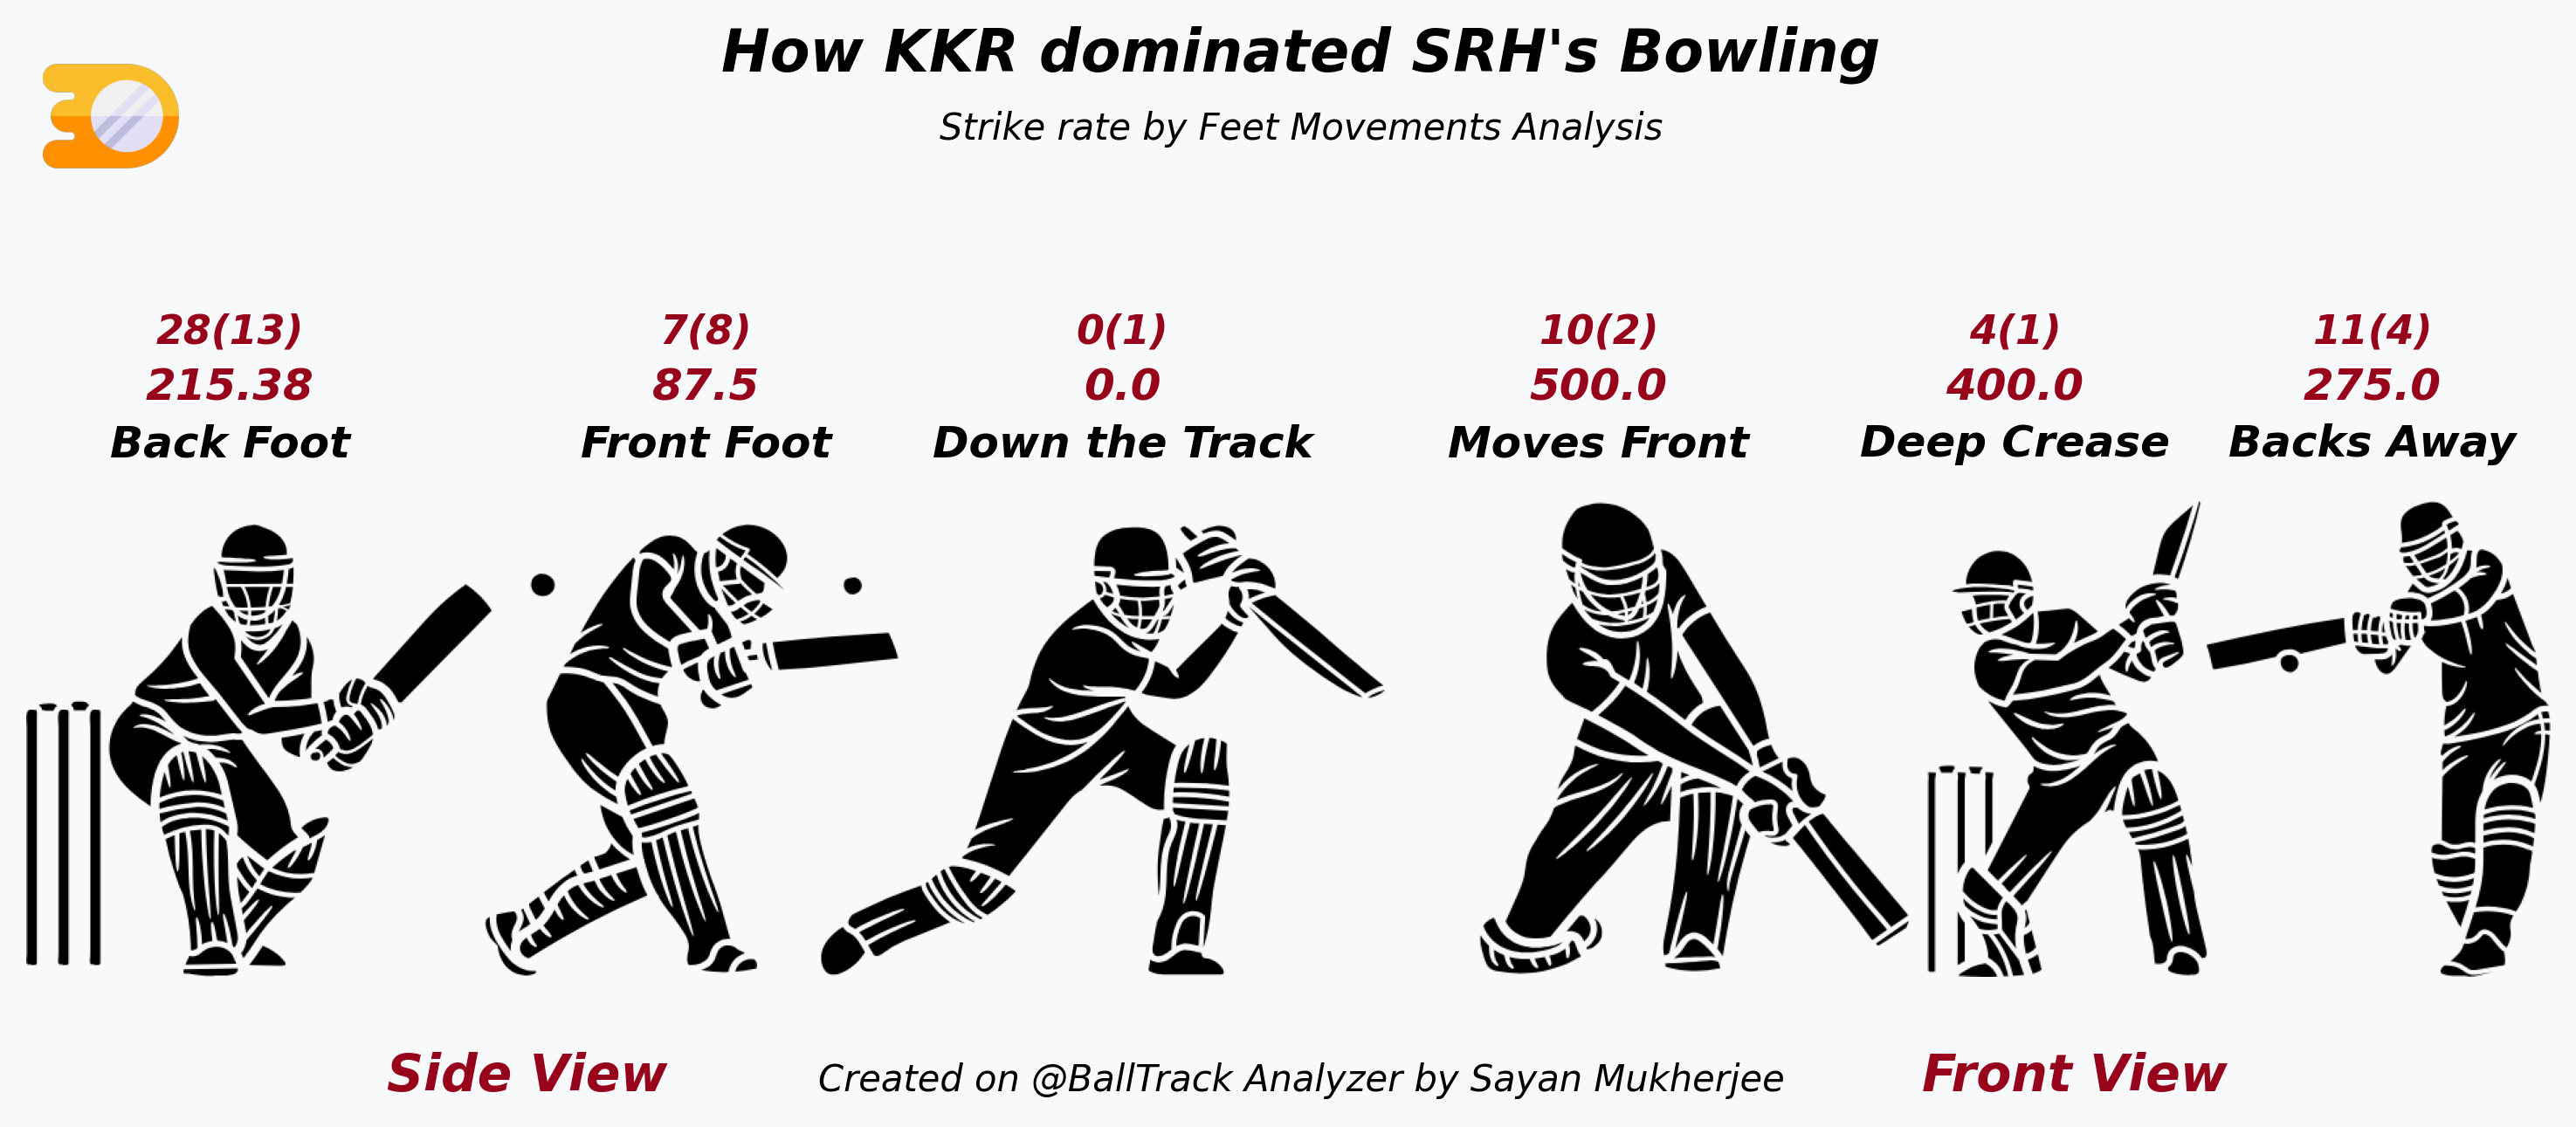 How KKR dominated SRH's Bowling
Strike rate by Feet Movements Analysis
28(13)
215.38
Back Foot
7(8)
87.5
Front Foot
0(1)
0.0
Down the Track
10(2)
500.0
Moves Front
4(1)
400.0
Deep Crease
11(4)
275.0
Backs Away
Side View
Created on @BallTrack Analyzer by Sayan Mukherjee
Front View